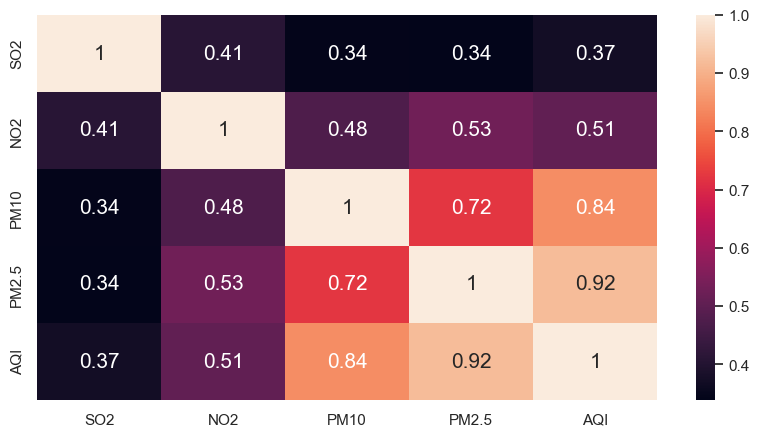 SO2 1 0.41 0.34 0.34 0.37
NO2 0.41 1 0.48 0.53 0.51
PM10 0.34 0.48 1 0.72 0.84
PM2.5 0.34 0.53 0.72 1 0.92
AQI 0.37 0.51 0.84 0.92 1
SO2 NO2 PM10 PM2.5 AQI
1.0
0.9
0.8
0.7
0.6
0.5
0.4